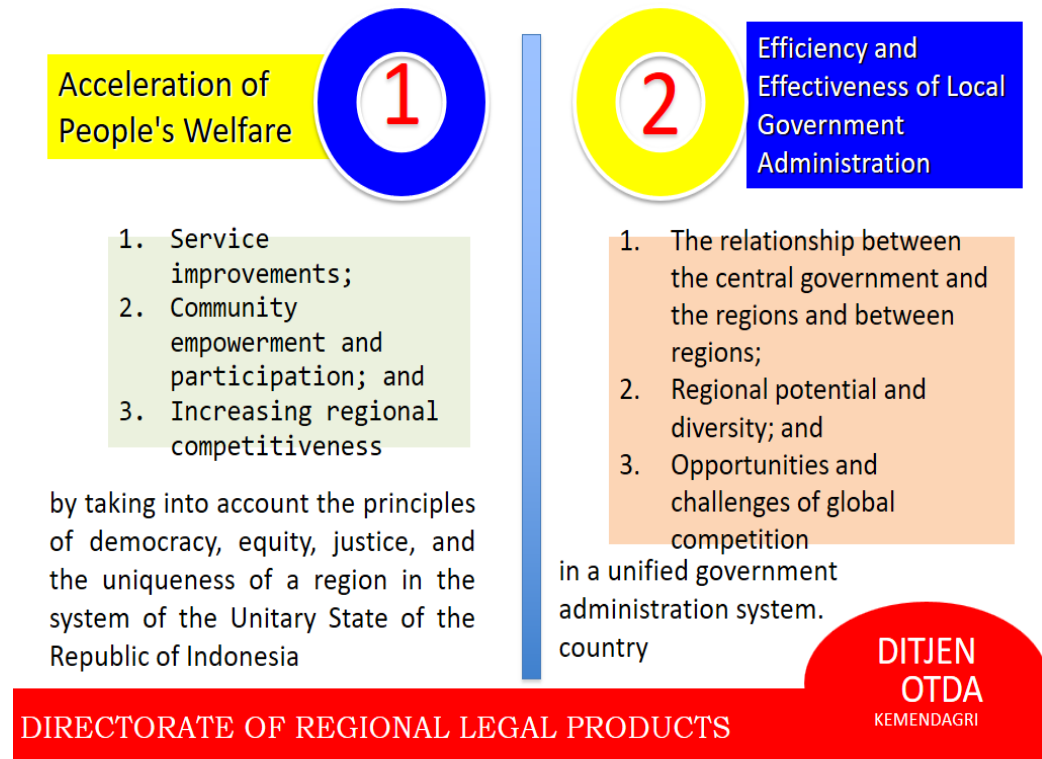 Acceleration of
People's Welfare
1
1. Service
improvements;
2. Community
empowerment and
participation; and
3. Increasing regional
competitiveness
by taking into account the principles
of democracy, equity, justice, and
the uniqueness of a region in the
system of the Unitary State of the
Republic of Indonesia
2
Efficiency and
Effectiveness of Local
Government
Administration
1. The relationship between
the central government and
the regions and between
regions;
2. Regional potential and
diversity; and
3. Opportunities and
challenges of global
competition
in a unified government
administration system.
country
DITJEN
OTDA
KEMENDAGRI
DIRECTORATE OF REGIONAL LEGAL PRODUCTS